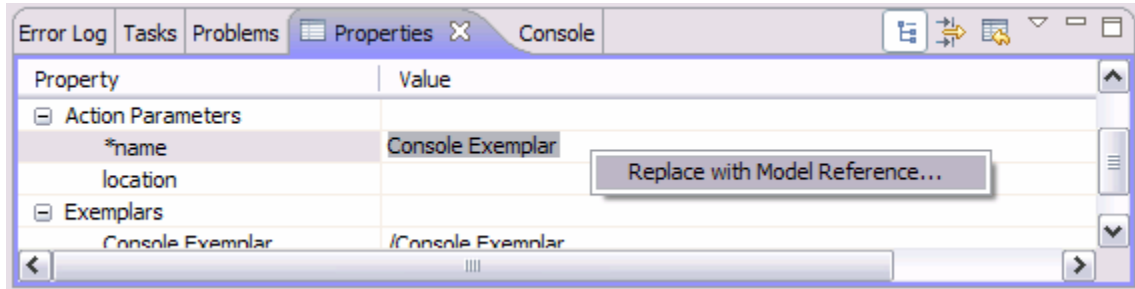 Error Log Tasks Problems Properties Console
Property Value
Action Parameters
*name Console Exemplar
Replace with Model Reference...
location
Exemplars
Console Exemplar /Console Exemplar